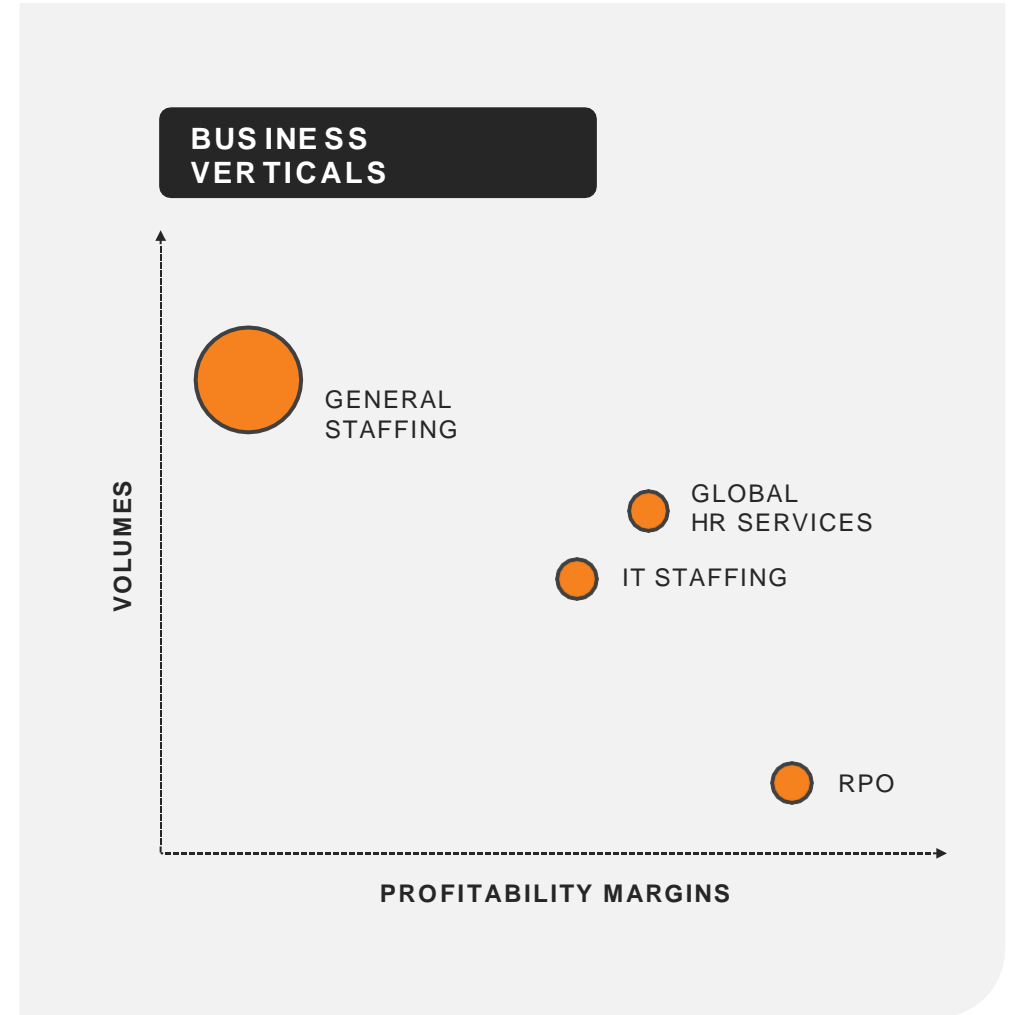 BUSINESS
VERTICALS
GENERAL
STAFFING
GLOBAL
HR SERVICES
IT STAFFING
VOLUMES
RPO
PROFITABILITY MARGINS